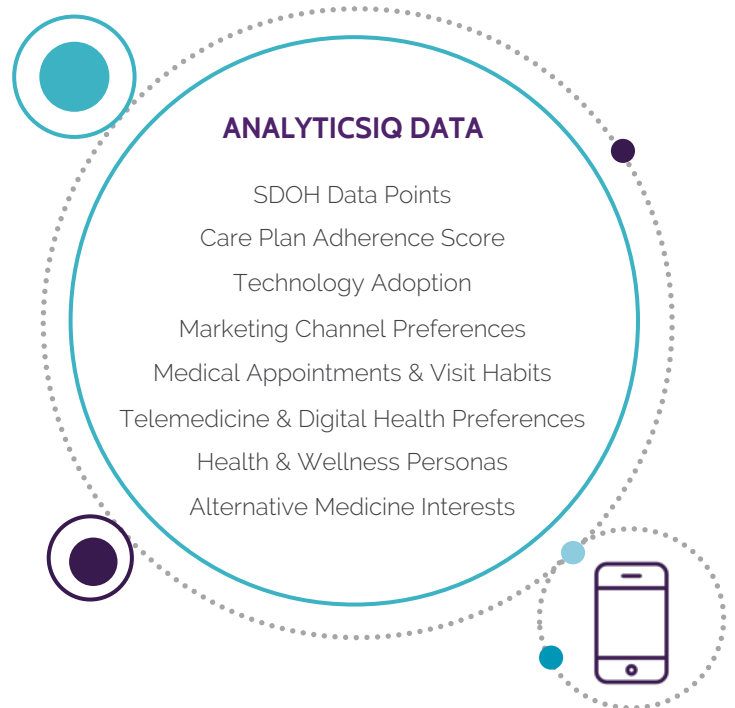 ANALYTICSIQ DATA
SDOH Data Points
Care Plan Adherence Score
Technology Adoption
Marketing Channel Preferences
Medical Appointments & Visit Habits
Telemedicine & Digital Health Preferences
Health & Wellness Personas
Alternative Medicine Interests